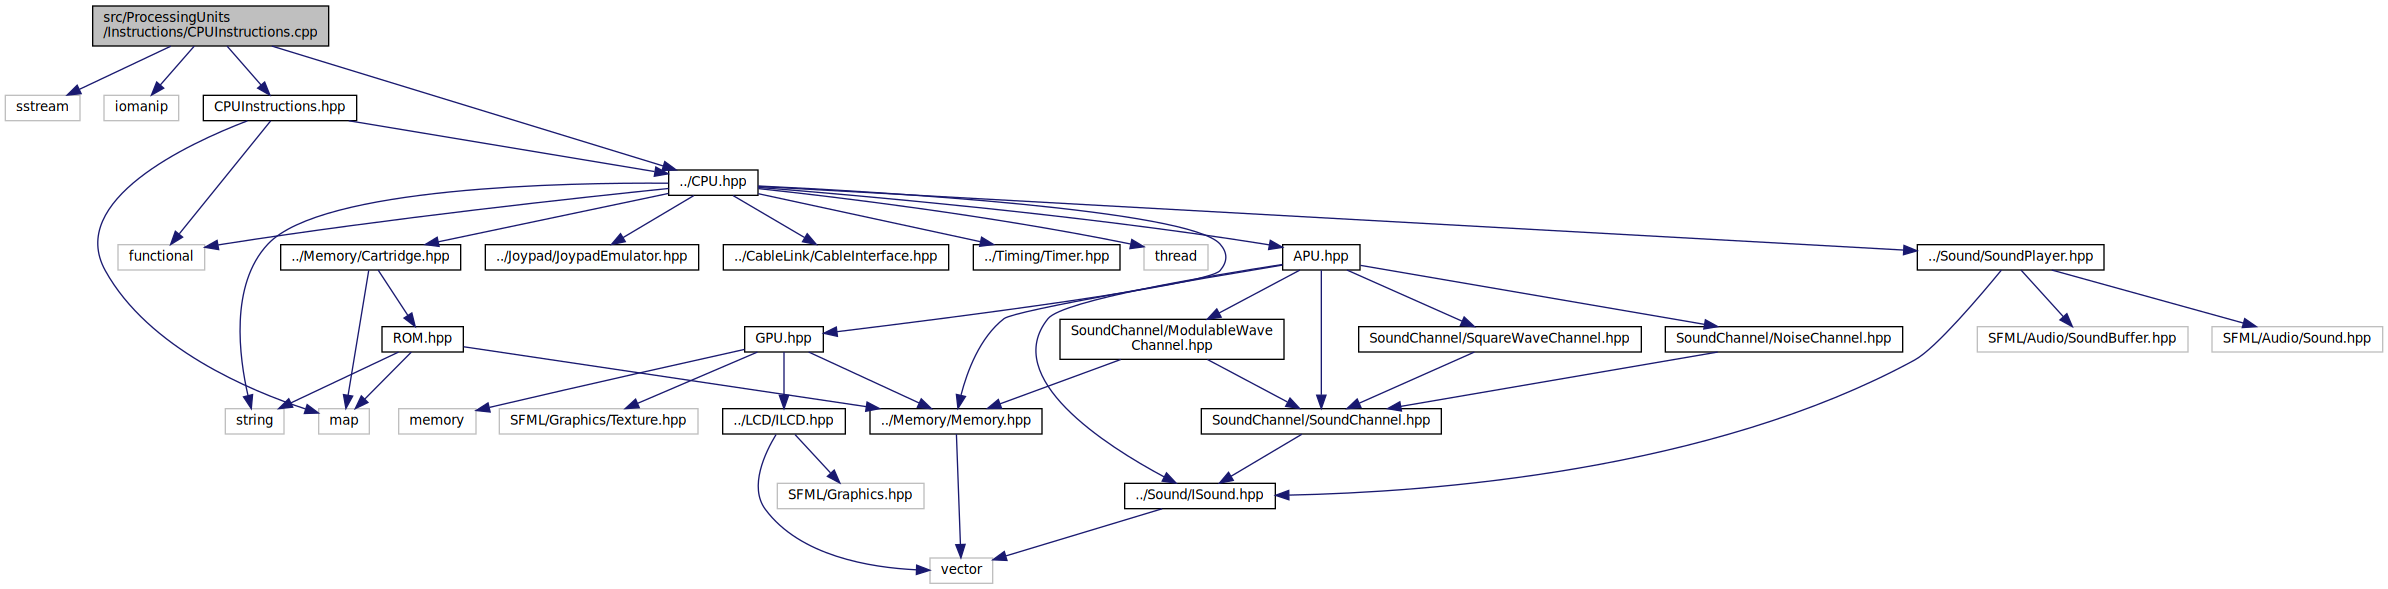 src/ProcessingUnits
/Instructions/CPUInstructions.cpp
sstream
iomanip
CPUInstructions.hpp
../CPU.hpp
functional
../Memory/Cartridge.hpp
../Joypad/JoypadEmulator.hpp
../CableLink/CableInterface.hpp
../Timing/Timer.hpp
thread
APU.hpp
../Sound/SoundPlayer.hpp
ROM.hpp
GPU.hpp
SoundChannel/ModulableWave
Channel.hpp
SoundChannel/SquareWaveChannel.hpp
SoundChannel/NoiseChannel.hpp
SFML/Audio/SoundBuffer.hpp
SFML/Audio/Sound.hpp
string
map
memory
SFML/Graphics/Texture.hpp
../LCD/ILCD.hpp
../Memory/Memory.hpp
SoundChannel/SoundChannel.hpp
SFML/Graphics.hpp
../Sound/ISound.hpp
vector